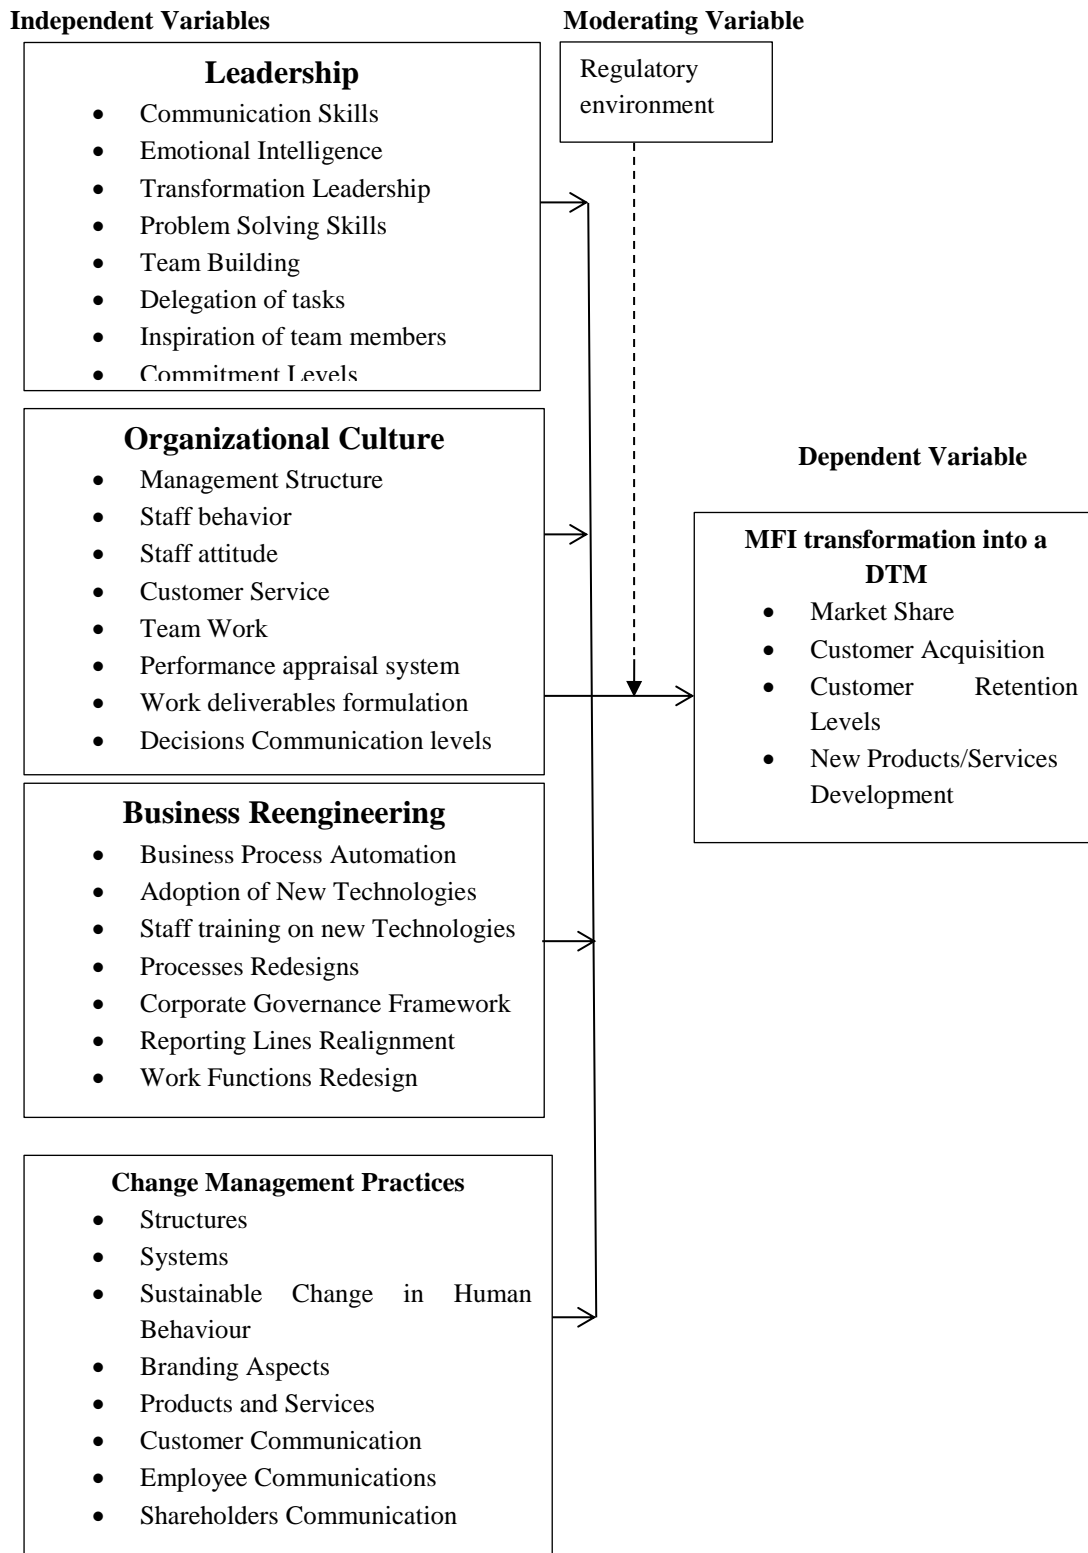 Independent Variables
Moderating Variable
Leadership
• Communication Skills
• Emotional Intelligence
• Transformation Leadership
• Problem Solving Skills
• Team Building
• Delegation of tasks
• Inspiration of team members
• Commitment Levels
Regulatory
environment
Organizational Culture
• Management Structure
• Staff behavior
• Staff attitude
• Customer Service
• Team Work
• Performance appraisal system
• Work deliverables formulation
• Decisions Communication levels
Dependent Variable
MFI transformation into a
DTM
• Market Share
• Customer Acquisition
• Customer Retention
Levels
• New Products/Services
Development
Business Reengineering
• Business Process Automation
• Adoption of New Technologies
• Staff training on new Technologies
• Processes Redesigns
• Corporate Governance Framework
• Reporting Lines Realignment
• Work Functions Redesign
Change Management Practices
• Structures
• Systems
• Sustainable Change in Human
Behaviour
• Branding Aspects
• Products and Services
• Customer Communication
• Employee Communications
• Shareholders Communication